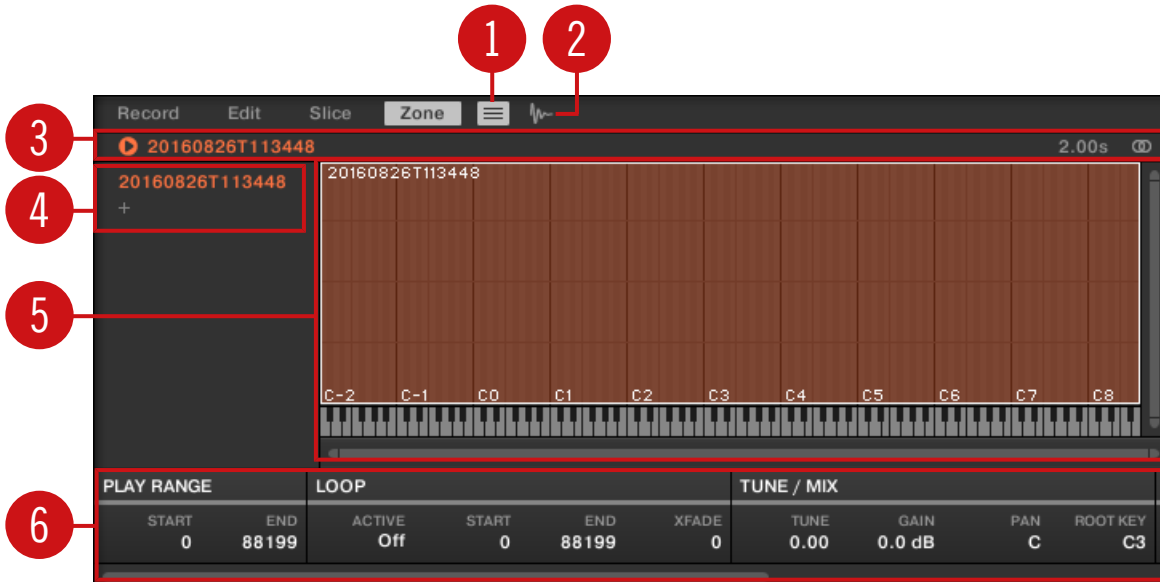 1 2
Record Edit Slice Zone
3
20160826T113448 2.00s
4
20160826T113448
+
20160826T113448
5
C-2 C-1 C0 C1 C2 C3 C4 C5 C6 C7 C8
6
PLAY RANGE LOOP TUNE / MIX
START END ACTIVE START END XFADE TUNE GAIN PAN ROOT KEY
0 88199 Off 0 88199 0 0.00 0.0 dB C C3